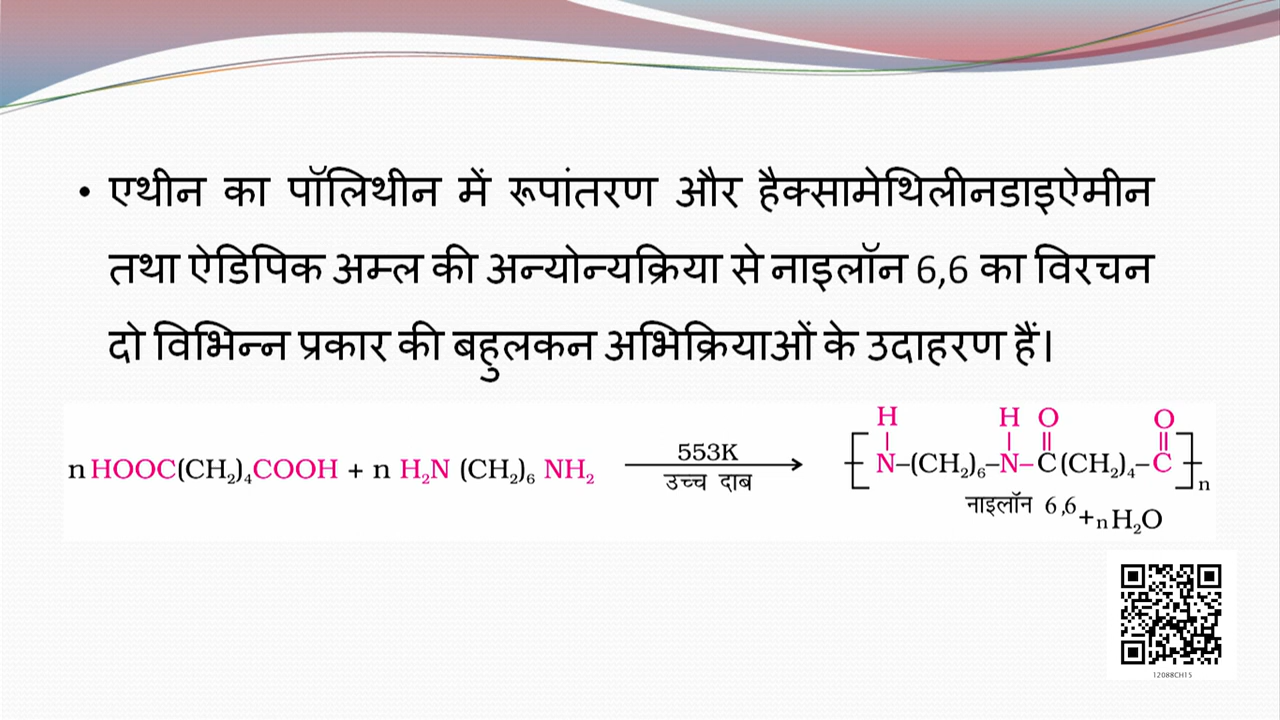 • एथीन का पॉलिथीन में रूपांतरण और हैक्सामेथिलीनडाइऐमीन
तथा ऐडिपिक अम्ल की अन्योन्यक्रिया से नाइलॉन 6,6 का विरचन
दो विभिन्न प्रकार की बहुलकन अभिक्रियाओं के उदाहरण हैं।
H H O O
n HOOC(CH₂)₄COOH + n H₂N (CH₂)₆ NH₂ 553K [N–(CH₂)₆–N–C(CH₂)₄–C]n
उच्च दाब
नाइलॉन 6,6 +nH₂O
12088CH15